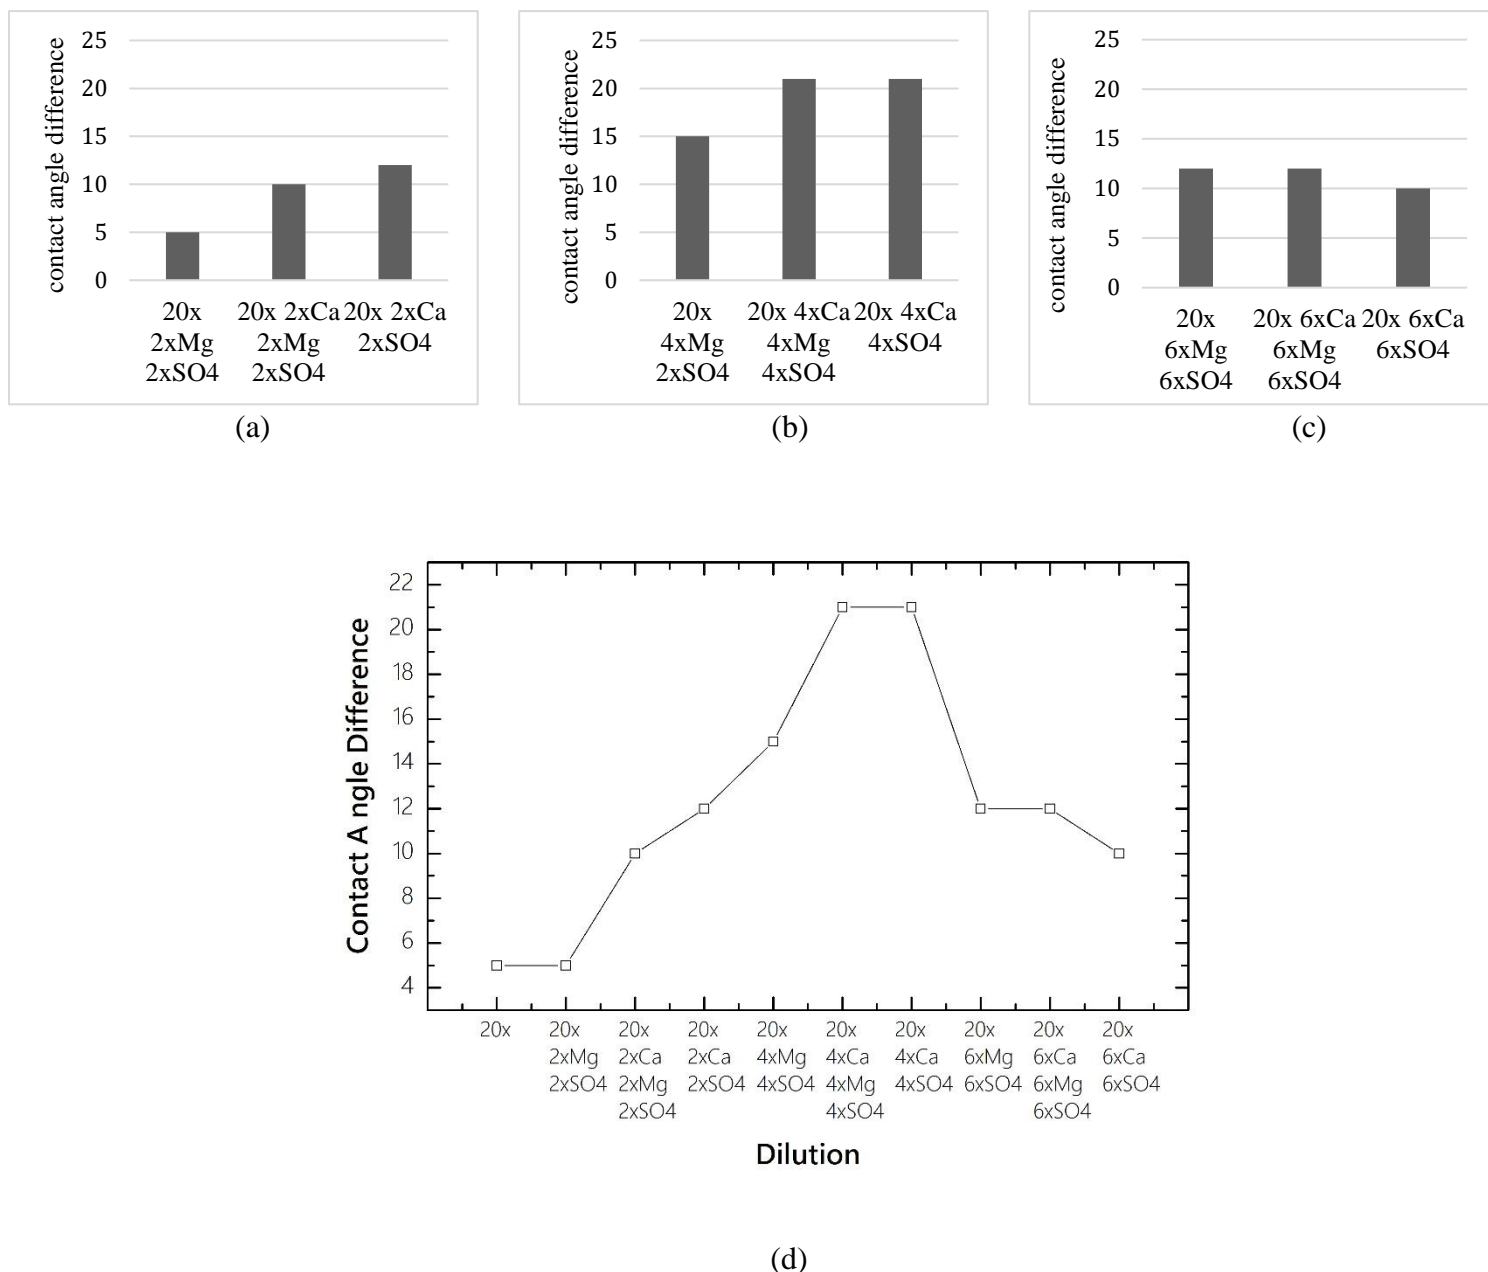 contact angle difference
25
20
15
10
5
0
20x 20x 2xCa 20x 2xCa
2xMg 2xMg 2xSO4
2xSO4 2xSO4
(a)
contact angle difference
25
20
15
10
5
0
20x 20x 4xCa 20x 4xCa
4xMg 4xMg 4xSO4
2xSO4 4xSO4
(b)
contact angle difference
25
20
15
10
5
0
20x 20x 6xCa 20x 6xCa
6xMg 6xMg 6xSO4
6xSO4 6xSO4
(c)
Contact A ngle Difference
22
20
18
16
14
12
10
8
6
4
20x 20x 20x 20x 20x 20x 20x 20x 20x 20x
2xMg 2xCa 2xCa 4xMg 4xCa 4xCa 6xMg 6xCa 6xCa
2xSO4 2xMg 2xSO4 4xSO4 4xMg 4xSO4 6xSO4 6xMg 6xSO4
2xSO4 4xSO4 6xSO4
Dilution
(d)